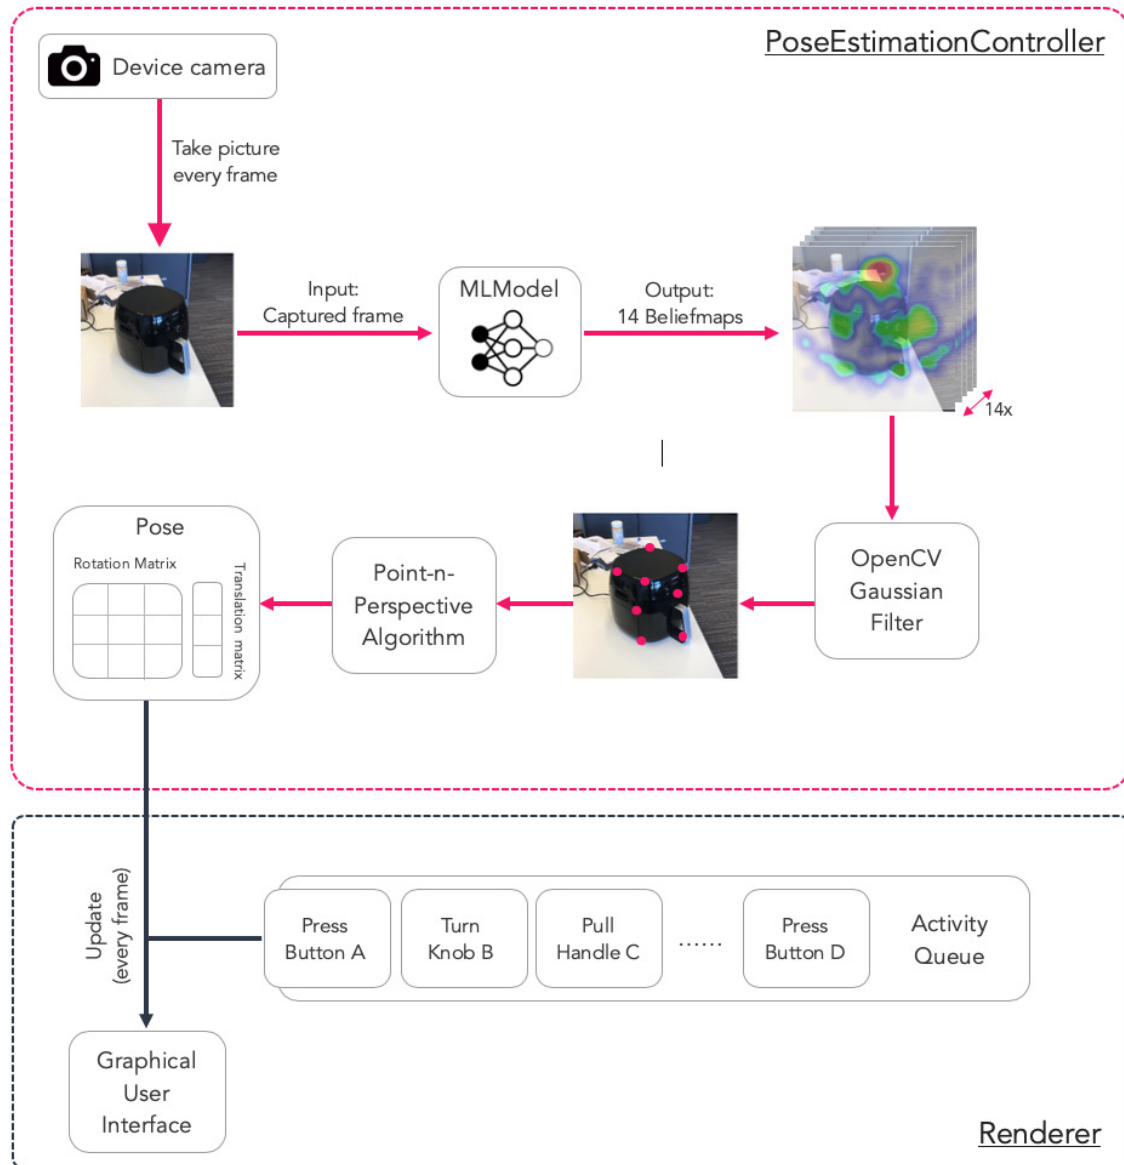 PoseEstimationController
Device camera
Take picture
every frame
Input:
Captured frame
MLModel
Output:
14 Beliefmaps
14x
Pose
Rotation Matrix
Translation matrix
Point-n-
Perspective
Algorithm
OpenCV
Gaussian
Filter
Update
(every frame)
Press
Button A
Turn
Knob B
Pull
Handle C
......
Press
Button D
Activity
Queue
Graphical
User
Interface
Renderer